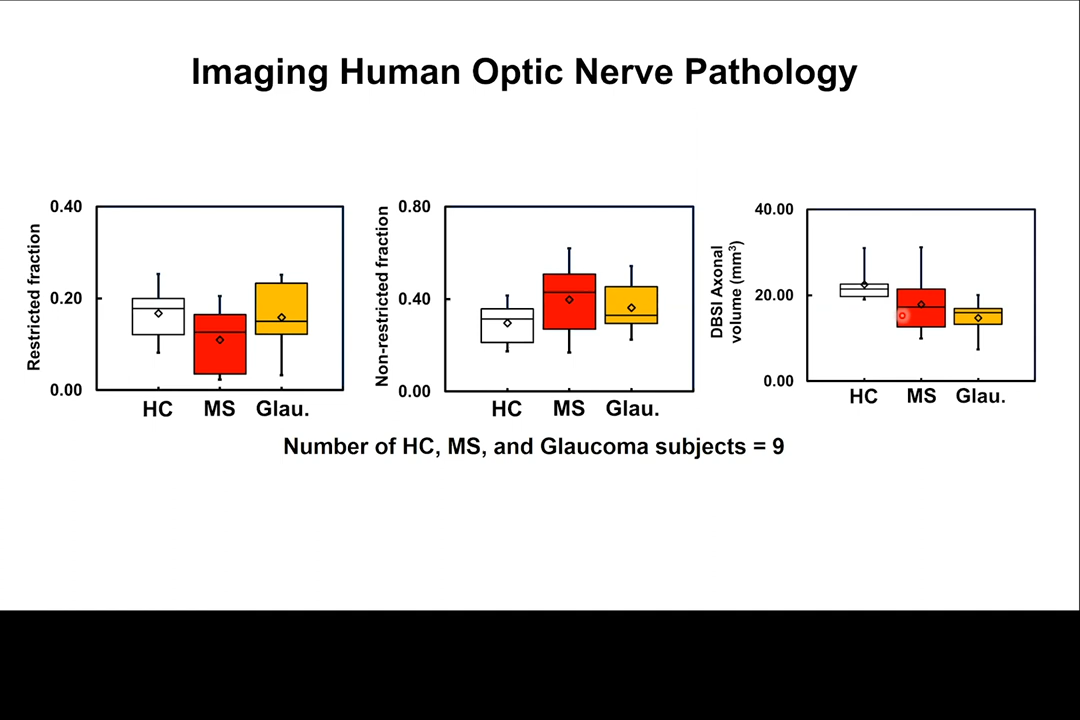 Imaging Human Optic Nerve Pathology
Restricted fraction
0.40
0.20
0.00
HC MS Glau.
Non-restricted fraction
0.80
0.40
0.00
HC MS Glau.
DBSI Axonal
volume (mm³)
40.00
20.00
0.00
HC MS Glau.
Number of HC, MS, and Glaucoma subjects = 9